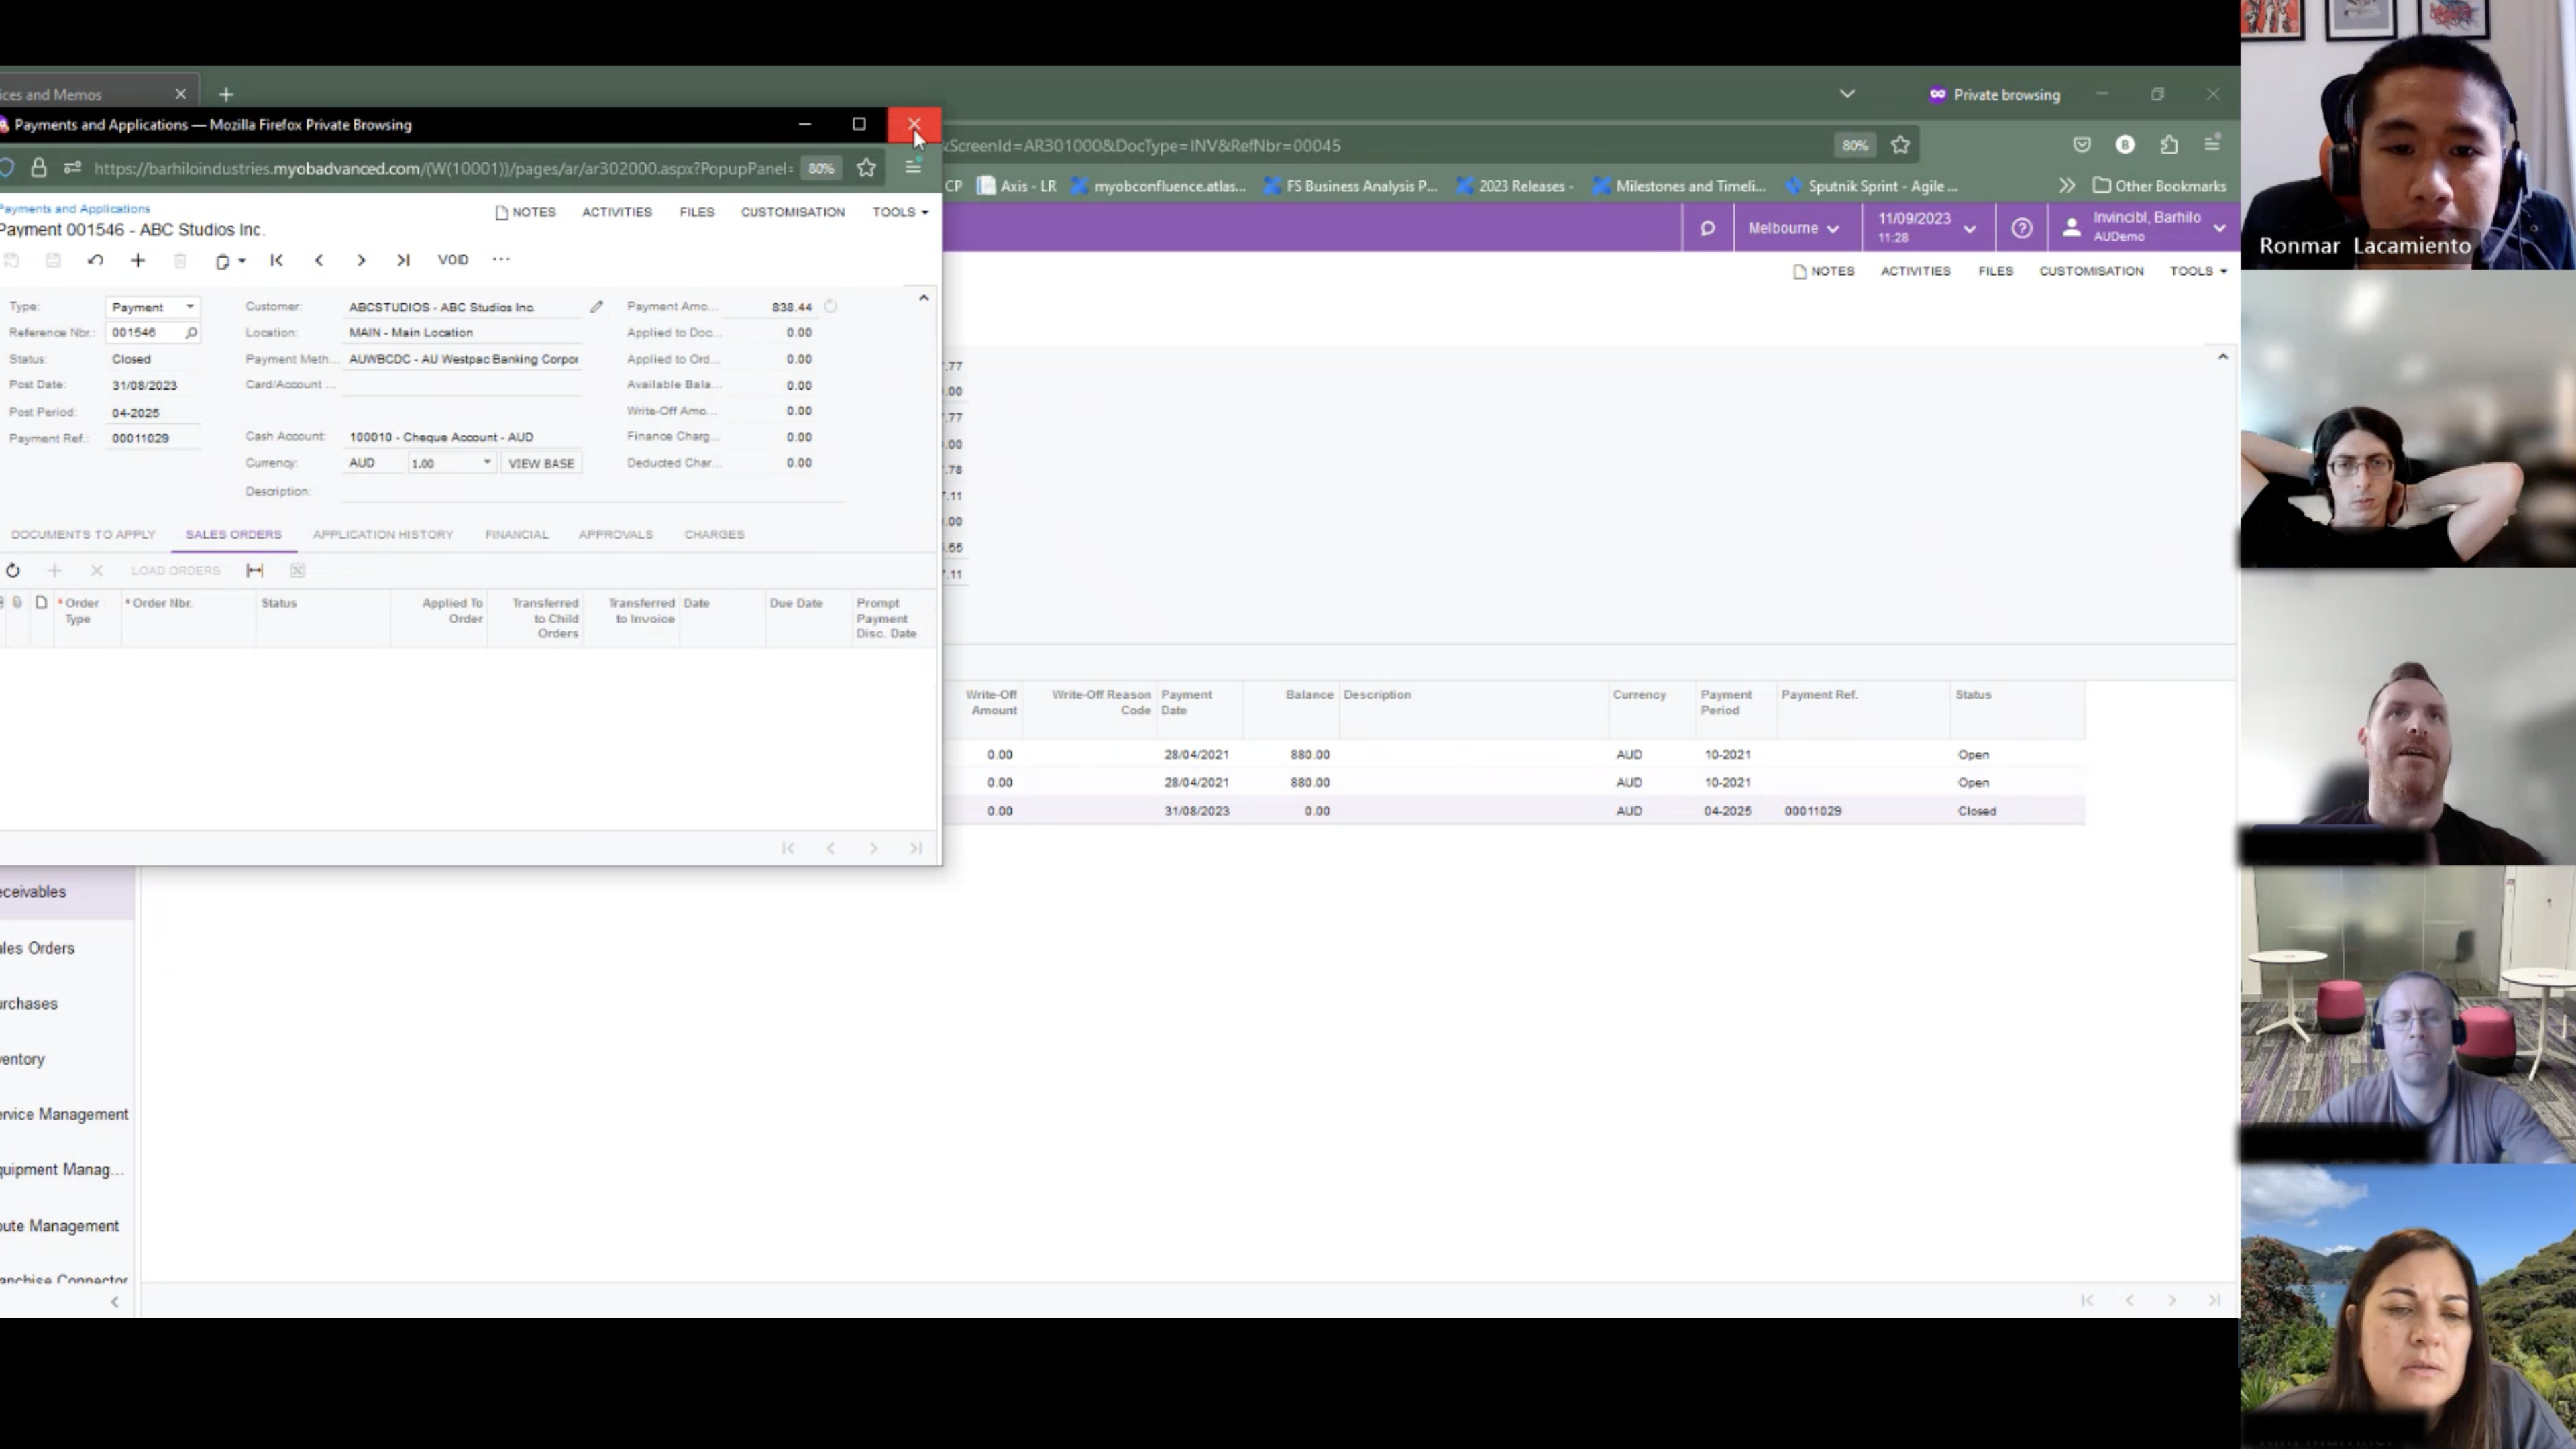 ices and Memos
Private browsing
Payments and Applications — Mozilla Firefox Private Browsing
&ScreenId=AR301000&DocType=INV&RefNbr=00045
80%
https://barhiloindustries.myobadvanced.com/(W(10001))/pages/ar/ar302000.aspx?PopupPanel=
80%
CP
Axis - LR
myobconfluence.atlas...
FS Business Analysis P...
2023 Releases -
Milestones and Timeli...
Sputnik Sprint - Agile ...
Other Bookmarks
Melbourne
11/09/2023
11:28
Invincibl, Barhilo
AUDemo
NOTES
ACTIVITIES
FILES
CUSTOMISATION
TOOLS
Payments and Applications
Payment 001546 - ABC Studios Inc.
NOTES
ACTIVITIES
FILES
CUSTOMISATION
TOOLS
VOID
Type:
Payment
Reference Nbr.:
001546
Status:
Closed
Post Date:
31/08/2023
Post Period:
04-2025
Payment Ref.:
00011029
Customer:
ABCSTUDIOS - ABC Studios Inc.
Location:
MAIN - Main Location
Payment Meth...
AUWBCDC - AU Westpac Banking Corpor
Card/Account ...
Cash Account:
100010 - Cheque Account - AUD
Currency:
AUD
1.00
VIEW BASE
Description:
Payment Amo...
838.44
Applied to Doc...
0.00
Applied to Ord...
0.00
Available Bala...
0.00
Write-Off Amo...
0.00
Finance Charg...
0.00
Deducted Char...
0.00
DOCUMENTS TO APPLY
SALES ORDERS
APPLICATION HISTORY
FINANCIAL
APPROVALS
CHARGES
LOAD ORDERS
* Order Type
* Order Nbr.
Status
Applied To Order
Transferred to Child Orders
Transferred to Invoice
Date
Due Date
Prompt Payment Disc. Date
.77
.00
.77
.00
.78
.11
.00
.55
.11
Write-Off Amount
Write-Off Reason Code
Payment Date
Balance
Description
Currency
Payment Period
Payment Ref.
Status
0.00 28/04/2021 880.00 AUD 10-2021 Open
0.00 28/04/2021 880.00 AUD 10-2021 Open
0.00 31/08/2023 0.00 AUD 04-2025 00011029 Closed
eceivables
ales Orders
urchases
ventory
ervice Management
quipment Manag...
oute Management
anchise Connector
Ronmar Lacamiento